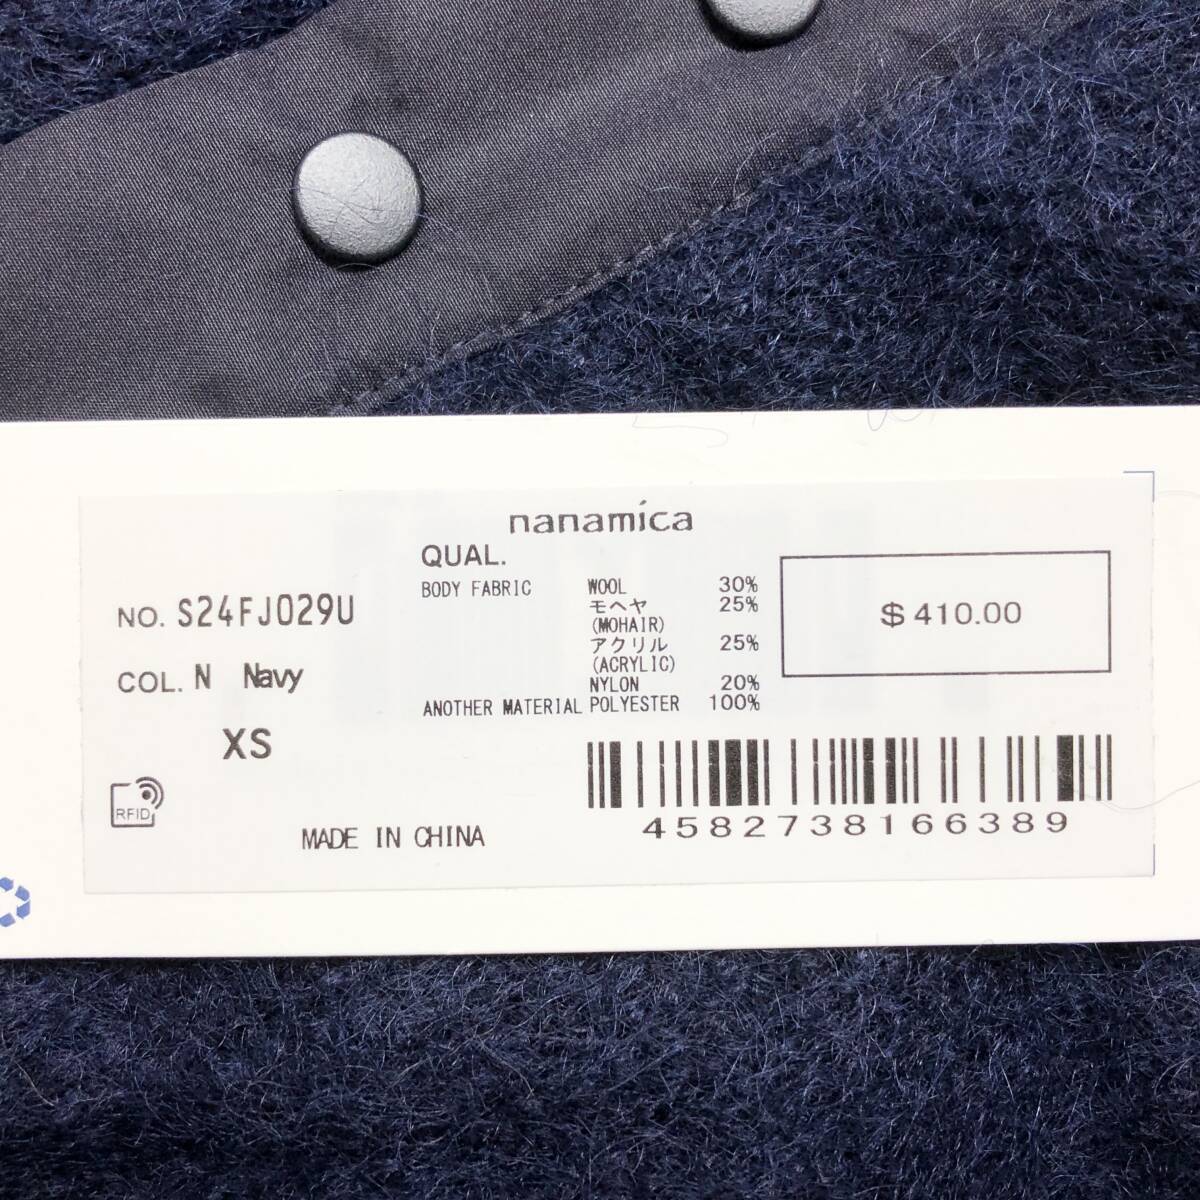 nanamica
QUAL.
BODY FABRIC WOOL 30%
モヘヤ 25%
(MOHAIR)
アクリル 25%
(ACRYLIC)
NYLON 20%
ANOTHER MATERIAL POLYESTER 100%
$410.00
NO. S24FJ029U
COL. N Navy
XS
RFID
MADE IN CHINA
4582738166389